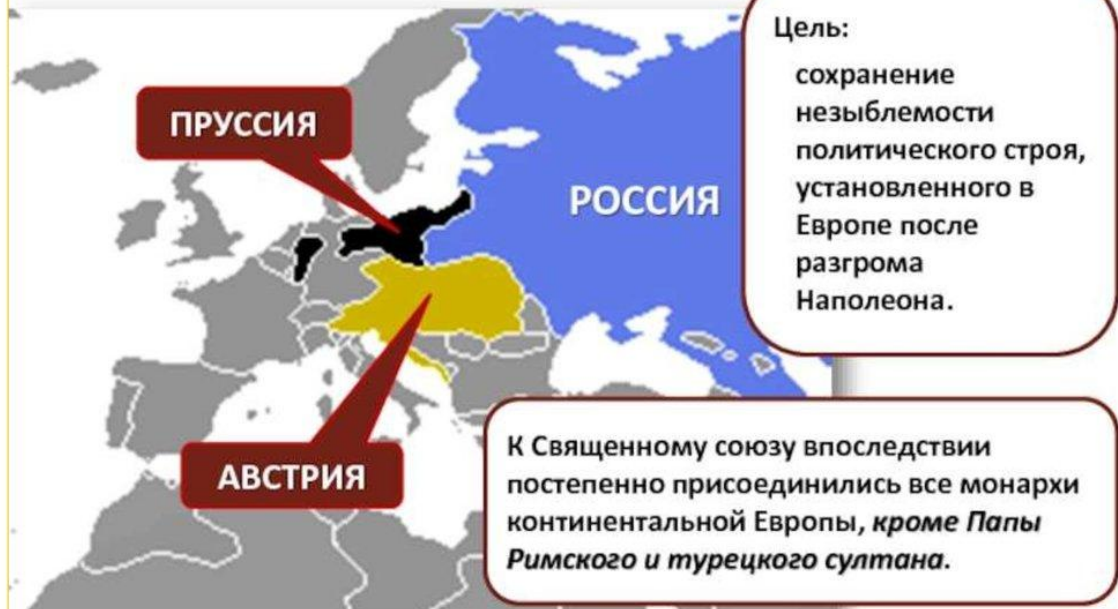 Цель:
сохранение
незыблемости
политического строя,
установленного в
Европе после
разгрома
Наполеона.
ПРУССИЯ
РОССИЯ
АВСТРИЯ
К Священному союзу впоследствии
постепенно присоединились все монархи
континентальной Европы, кроме Папы
Римского и турецкого султана.